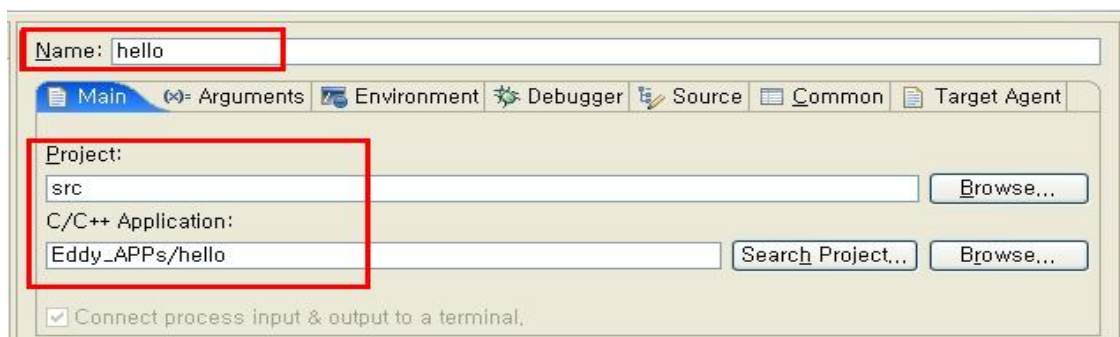 Name: hello
Main (x)= Arguments Environment Debugger Source Common Target Agent
Project:
src Browse...
C/C++ Application:
Eddy_APPs/hello Search Project... Browse...
Connect process input & output to a terminal.